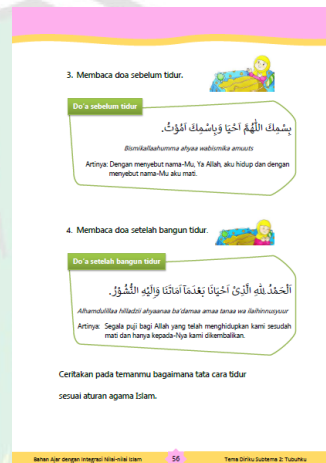 3. Membaca doa sebelum tidur.
Do'a sebelum tidur
بِسْمِكَ اللّٰهُمَّ اَحْيَا وَبِاسْمِكَ اَمُوْتُ.
Bismikallaahumma ahyaa wabismika amuuts
Artinya: Dengan menyebut nama-Mu, Ya Allah, aku hidup dan dengan
menyebut nama-Mu aku mati.
4. Membaca doa setelah bangun tidur.
Do'a setelah bangun tidur
اَلْحَمْدُ لِلّٰهِ الَّذِىْ اَحْيَانَا بَعْدَمَآ اَمَاتَنَا وَاِلَيْهِ النُّشُوْرُ.
Alhamdulillaa hilladzii ahyaanaa ba'damaa amaa tanaa wa ilaihinnusyuur
Artinya: Segala puji bagi Allah yang telah menghidupkan kami sesudah
mati dan hanya kepada-Nya kami dikembalikan.
Ceritakan pada temanmu bagaimana tata cara tidur
sesuai aturan agama Islam.
Bahan Ajar dengan Integrasi Nilai-nilai Islam 56 Tema Diriku Subtema 2: Tubuhku